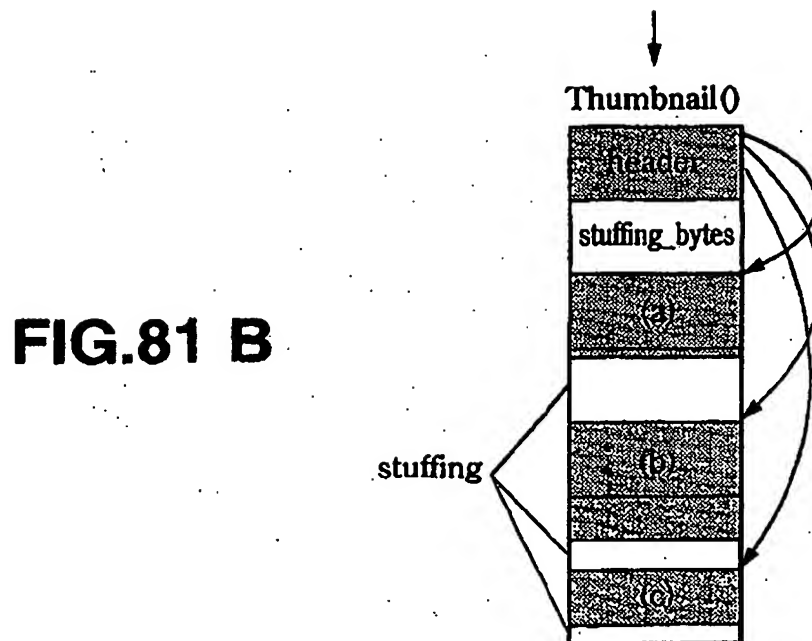 Thumbnail()
header
stuffing_bytes
(a)
FIG.81 B
stuffing
(b)
(c)